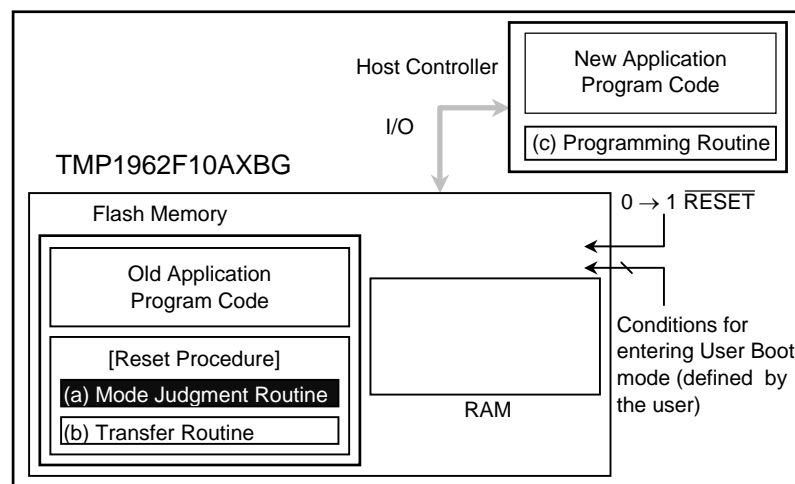 Host Controller
New Application
Program Code
I/O
(c) Programming Routine
TMP1962F10AXBG
0 → 1 RESET
Flash Memory
Old Application
Program Code
[Reset Procedure]
(a) Mode Judgment Routine
(b) Transfer Routine
RAM
Conditions for
entering User Boot
mode (defined by
the user)